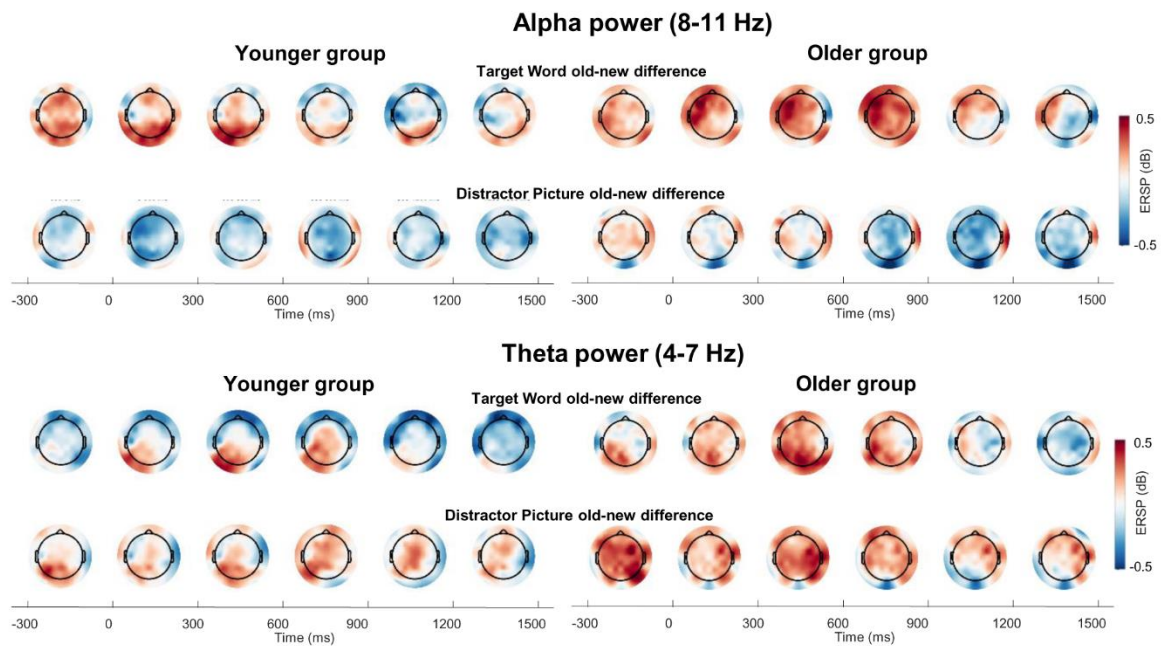 Alpha power (8-11 Hz)
Younger group
Older group
Target Word old-new difference
0.5
ERSP (dB)
-0.5
Distractor Picture old-new difference
-300 0 300 600 900 1200 1500 300 600 900 1200 1500
Time (ms)
Time (ms)
Theta power (4-7 Hz)
Younger group
Older group
Target Word old-new difference
0.5
ERSP (dB)
-0.5
Distractor Picture old-new difference
-300 0 300 600 900 1200 1500 -300 0 300 600 900 1200 1500
Time (ms)
Time (ms)